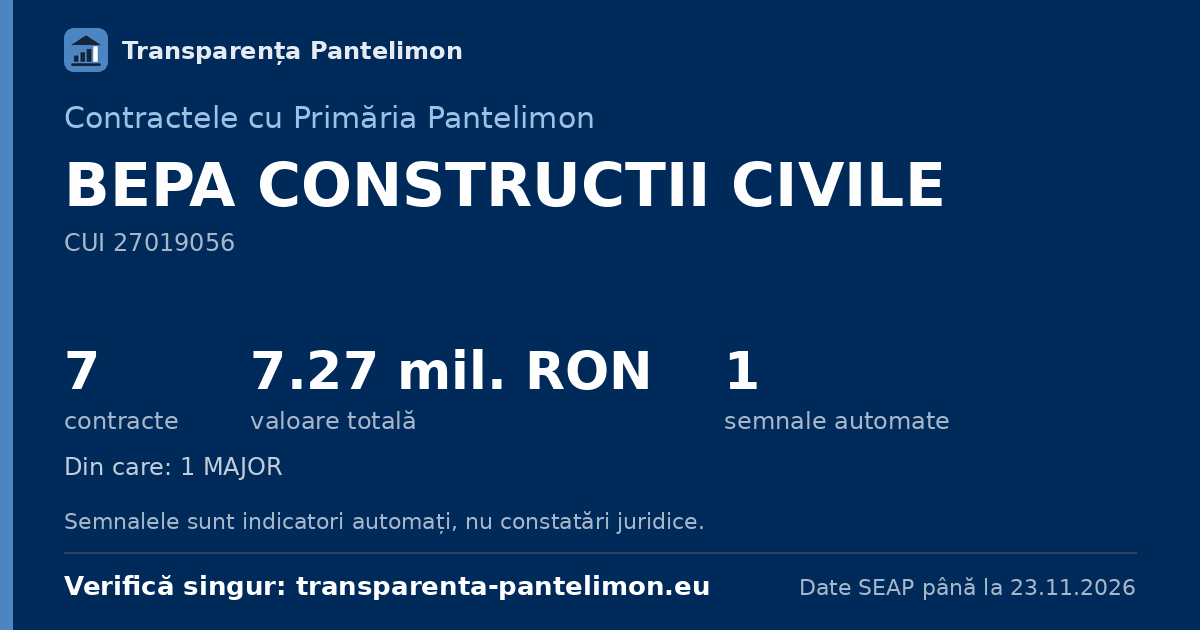 Transparența Pantelimon
Contractele cu Primăria Pantelimon
BEPA CONSTRUCTII CIVILE
CUI 27019056
7
contracte
7.27 mil. RON
valoare totală
1
semnale automate
Din care: 1 MAJOR
Semnalele sunt indicatori automați, nu constatări juridice.
Verifică singur: transparenta-pantelimon.eu
Date SEAP până la 23.11.2026